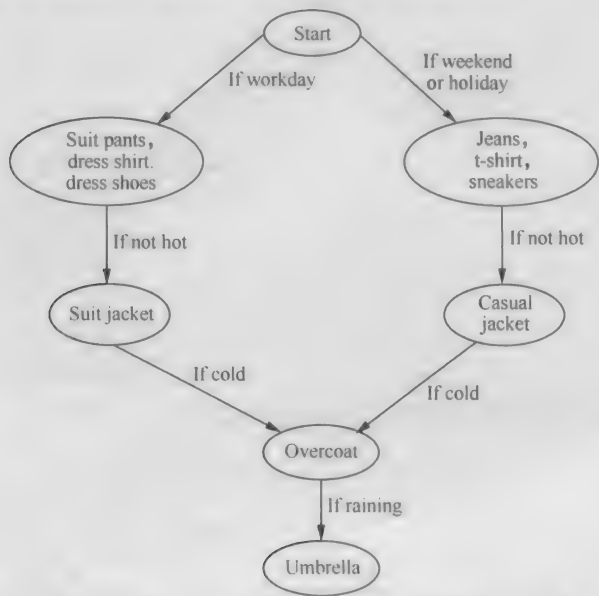 Start
If workday
If weekend
or holiday
Suit pants,
dress shirt.
dress shoes
Jeans,
t-shirt,
sneakers
If not hot
If not hot
Suit jacket
Casual
jacket
If cold
If cold
Overcoat
If raining
Umbrella